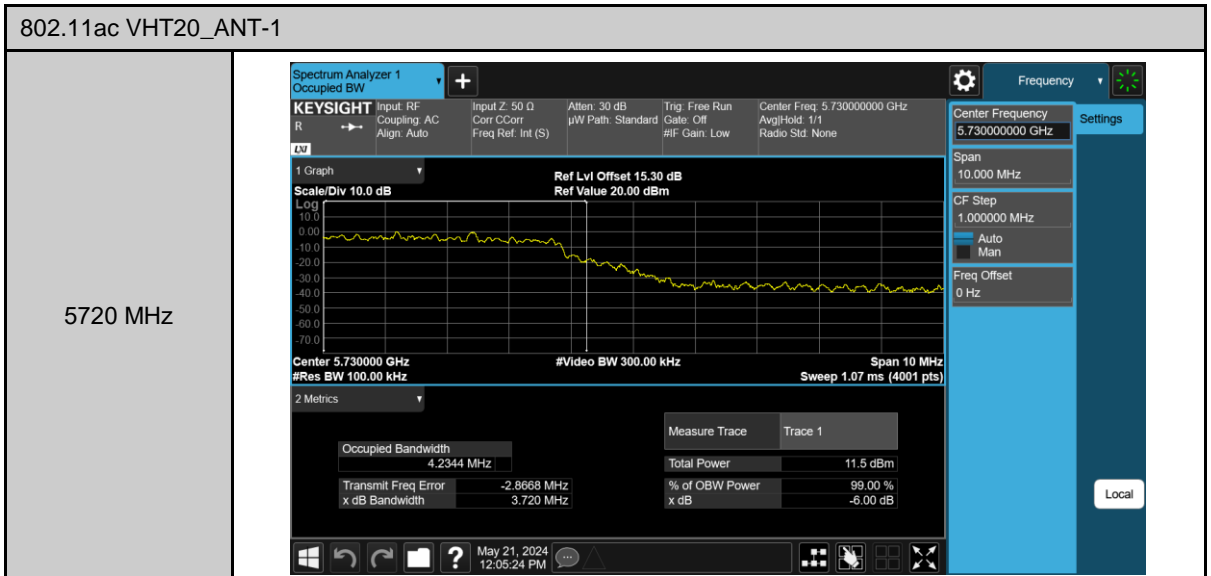 802.11ac VHT20_ANT-1
5720 MHz
Spectrum Analyzer 1
Occupied BW
Frequency
KEYSIGHT
R
LXI
Input: RF
Coupling: AC
Align: Auto
Input Z: 50 Ω
Corr CCorr
Freq Ref: Int (S)
Atten: 30 dB
µW Path: Standard
Trig: Free Run
Gate: Off
#IF Gain: Low
Center Freq: 5.730000000 GHz
Avg|Hold: 1/1
Radio Std: None
Center Frequency
5.730000000 GHz
Settings
Span
10.000 MHz
CF Step
1.000000 MHz
Auto
Man
Freq Offset
0 Hz
Local
1 Graph
Scale/Div 10.0 dB
Ref Lvl Offset 15.30 dB
Ref Value 20.00 dBm
Log
10.0
0.00
-10.0
-20.0
-30.0
-40.0
-50.0
-60.0
-70.0
Center 5.730000 GHz
#Video BW 300.00 kHz
Span 10 MHz
#Res BW 100.00 kHz
Sweep 1.07 ms (4001 pts)
2 Metrics
Measure Trace
Trace 1
Occupied Bandwidth
4.2344 MHz
Total Power
11.5 dBm
Transmit Freq Error
-2.8668 MHz
% of OBW Power
99.00 %
x dB Bandwidth
3.720 MHz
x dB
-6.00 dB
?
May 21, 2024
12:05:24 PM